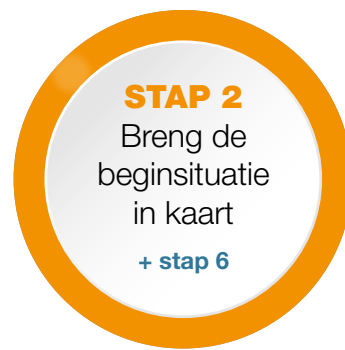 STAP 2
Breng de
beginsituatie
in kaart
+ stap 6